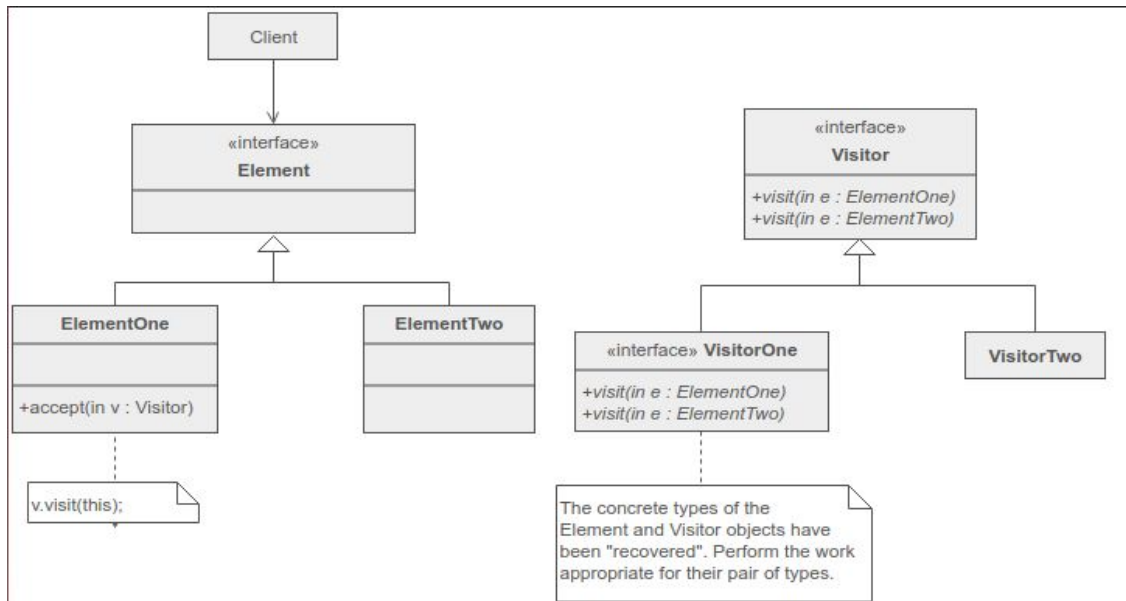 Client
«interface»
Element
ElementOne
+accept(in v : Visitor)
v.visit(this);
ElementTwo
«interface»
Visitor
+visit(in e : ElementOne)
+visit(in e : ElementTwo)
«interface» VisitorOne
+visit(in e : ElementOne)
+visit(in e : ElementTwo)
VisitorTwo
The concrete types of the
Element and Visitor objects have
been "recovered". Perform the work
appropriate for their pair of types.